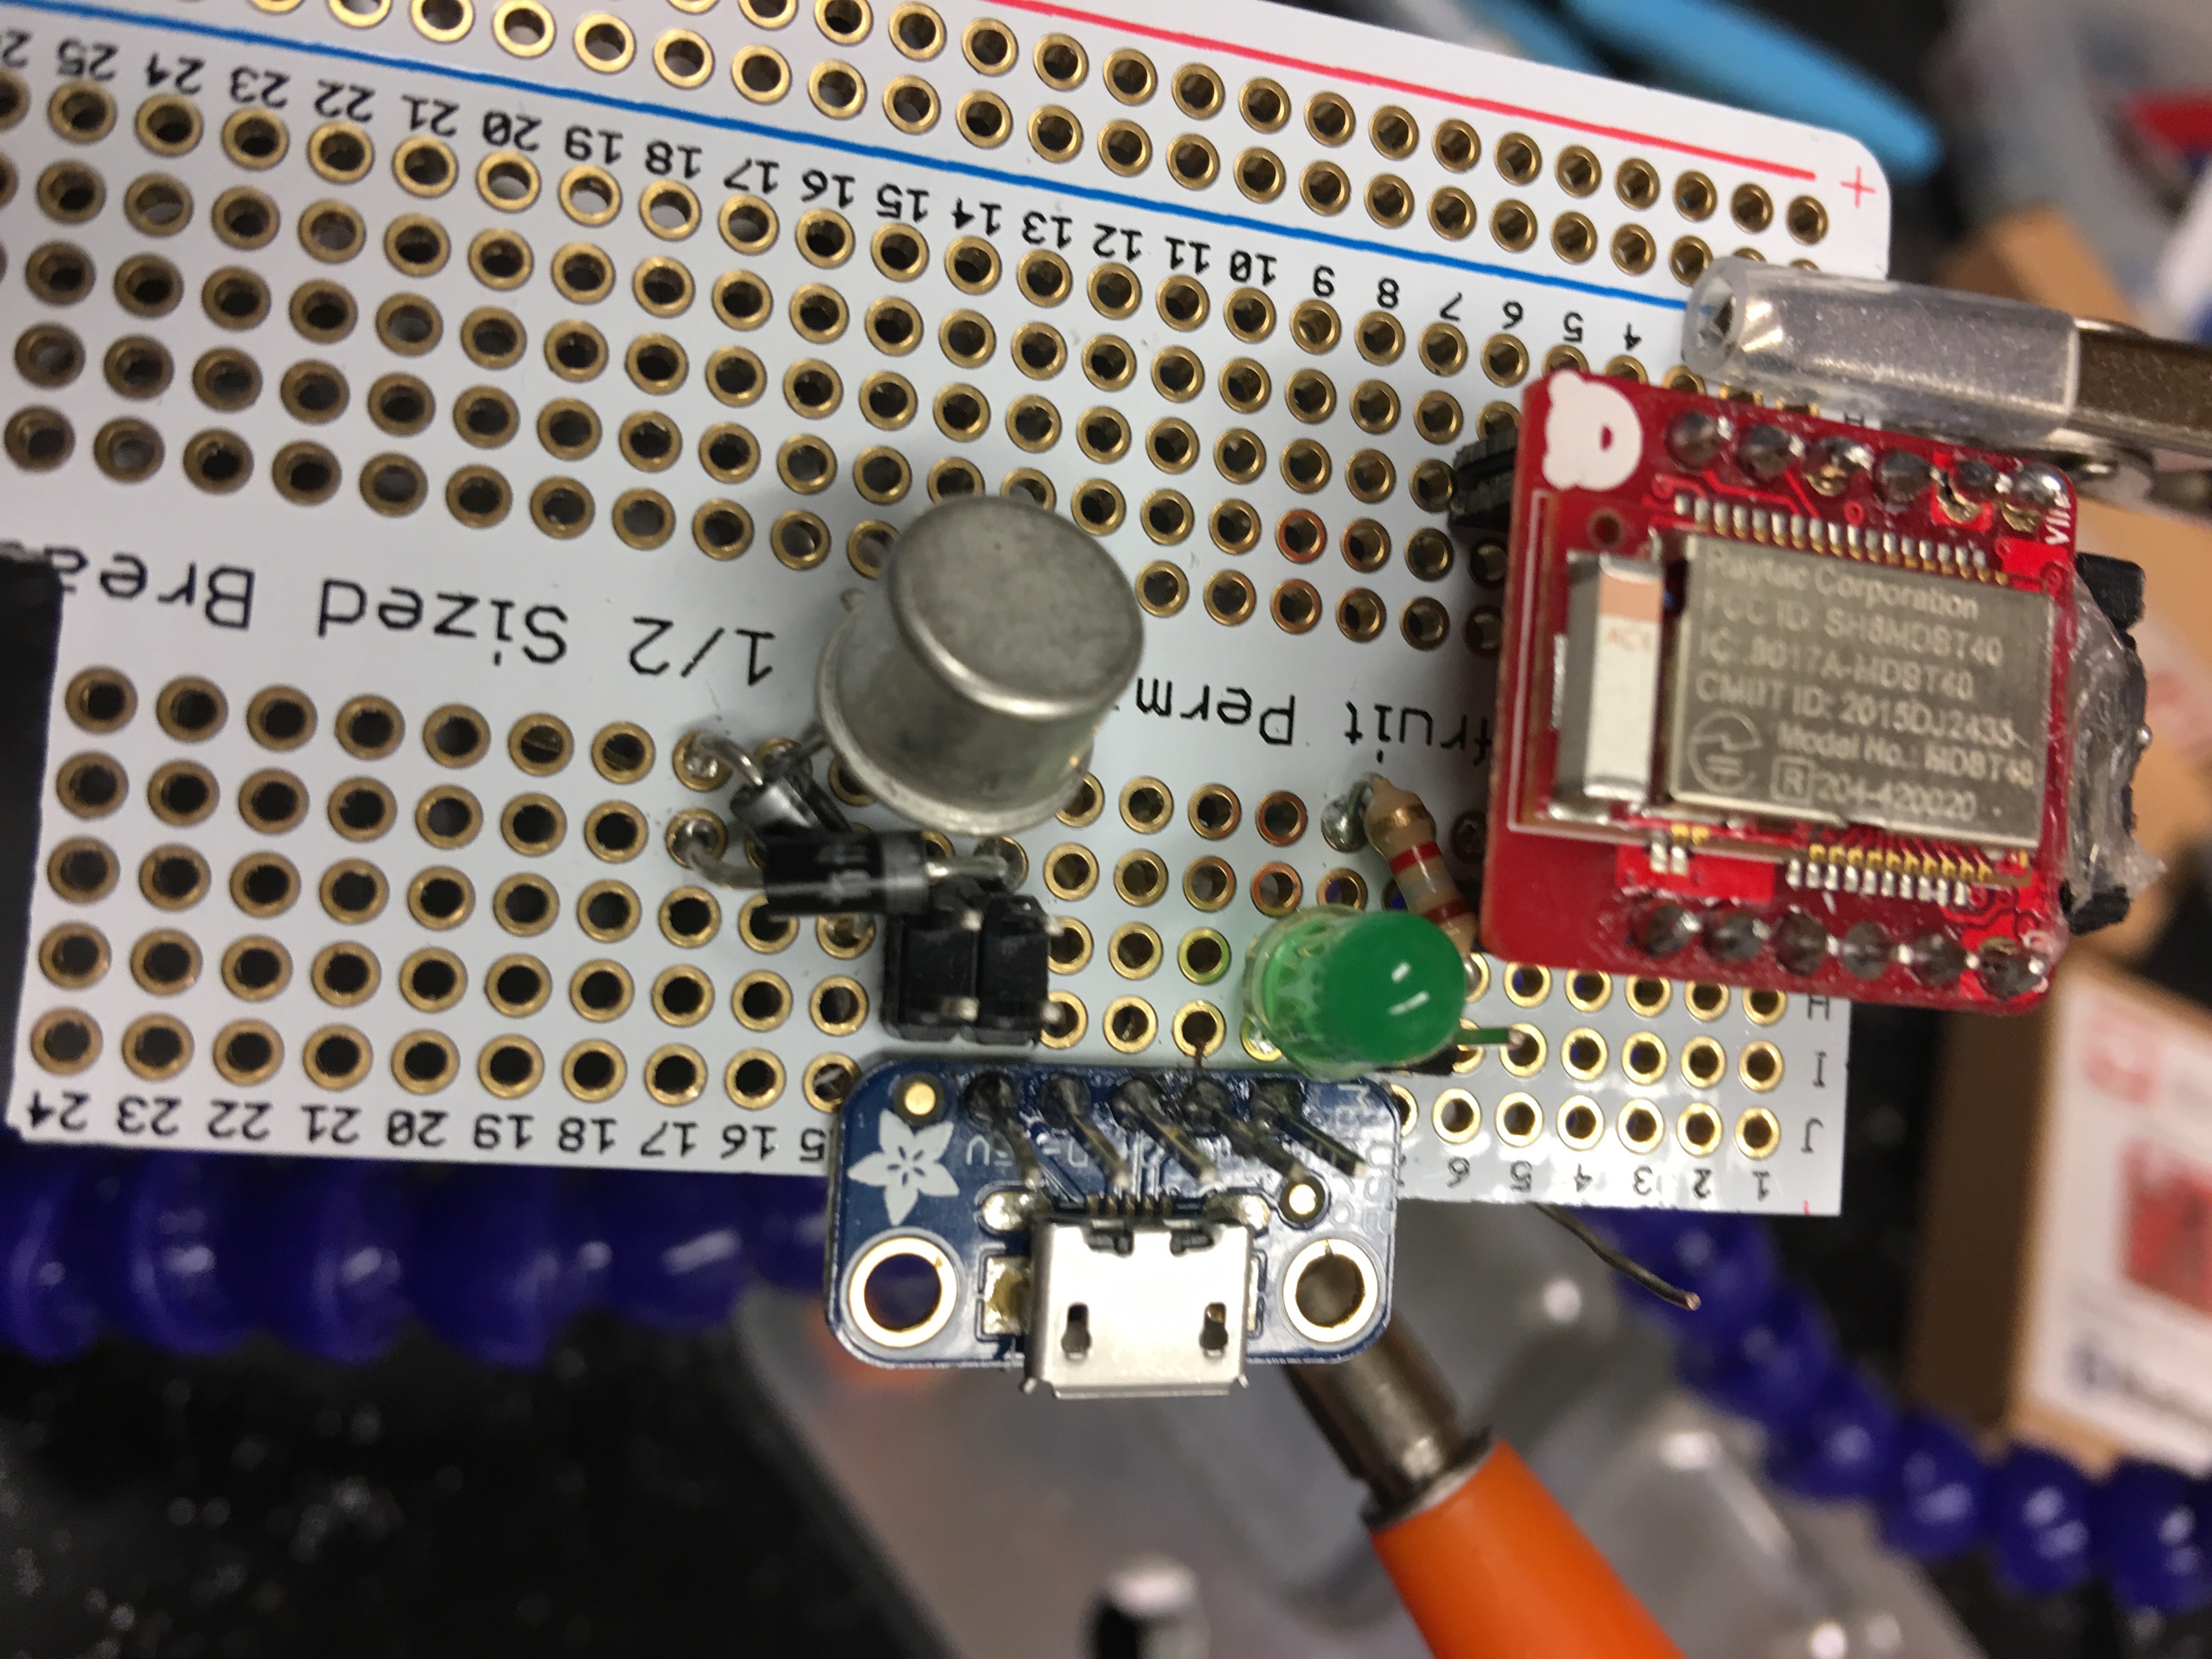 +
25 24 23 22 21 20 19 18 17 16 15 14 13 12 11 10 9 8 7 6 5 4
1/2 Sized Brea
fruit Perm
D
Raytac Corporation
FCC ID: SH6MDBT40
IC: 8017A-MDBT40
CMIIT ID: 2015DJ2435
Model No.: MDBT40
R 204-420020
H
I
J
24 23 22 21 20 19 18 17 16 15
6 5 4 3 2 1
5V D-